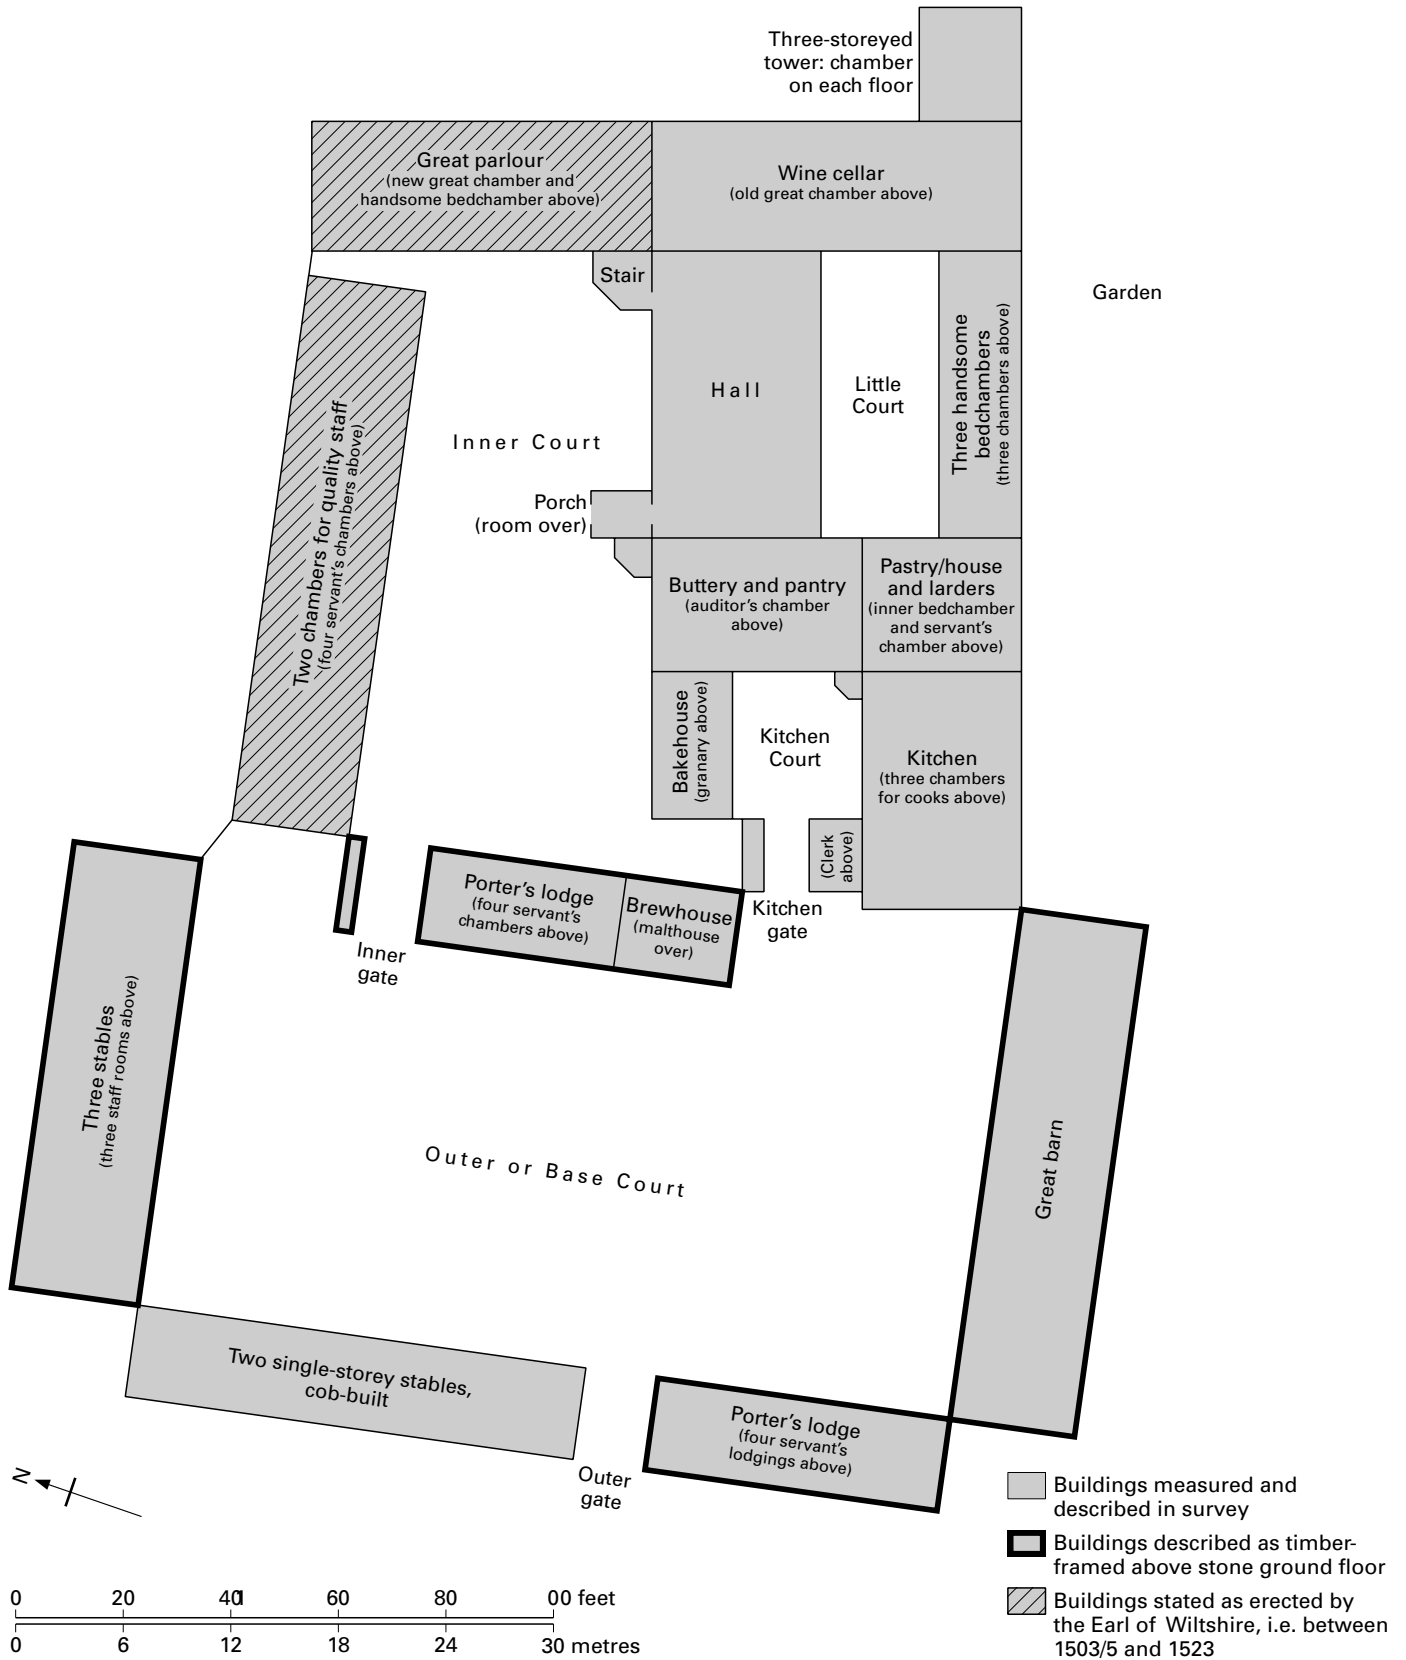 Three-storeyed
tower: chamber
on each floor
Great parlour
(new great chamber and
handsome bedchamber above)
Wine cellar
(old great chamber above)
Stair
Hall
Little
Court
Three handsome
bedchambers
(three chambers above)
Garden
Inner Court
Two chambers for quality staff
(four servant's chambers above)
Porch
(room over)
Buttery and pantry
(auditor's chamber
above)
Pastry/house
and larders
(inner bedchamber
and servant's
chamber above)
Bakehouse
(granary above)
Kitchen
Court
Kitchen
(three chambers
for cooks above)
(Clerk
above)
Porter's lodge
(four servant's
chambers above)
Brewhouse
(malthouse
over)
Kitchen
gate
Inner
gate
Three stables
(three staff rooms above)
Outer or Base Court
Great barn
Two single-storey stables,
cob-built
Porter's lodge
(four servant's
lodgings above)
Outer
gate
N
Buildings measured and
described in survey
Buildings described as timber-
framed above stone ground floor
Buildings stated as erected by
the Earl of Wiltshire, i.e. between
1503/5 and 1523
0 20 401 60 80 00 feet
0 6 12 18 24 30 metres